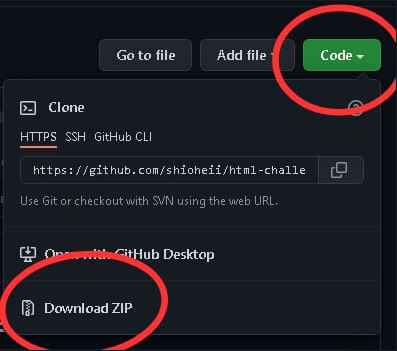 Go to file Add file Code
Clone
HTTPS SSH GitHub CLI
https://github.com/shioheii/html-challe
Use Git or checkout with SVN using the web URL.
Open with GitHub Desktop
Download ZIP